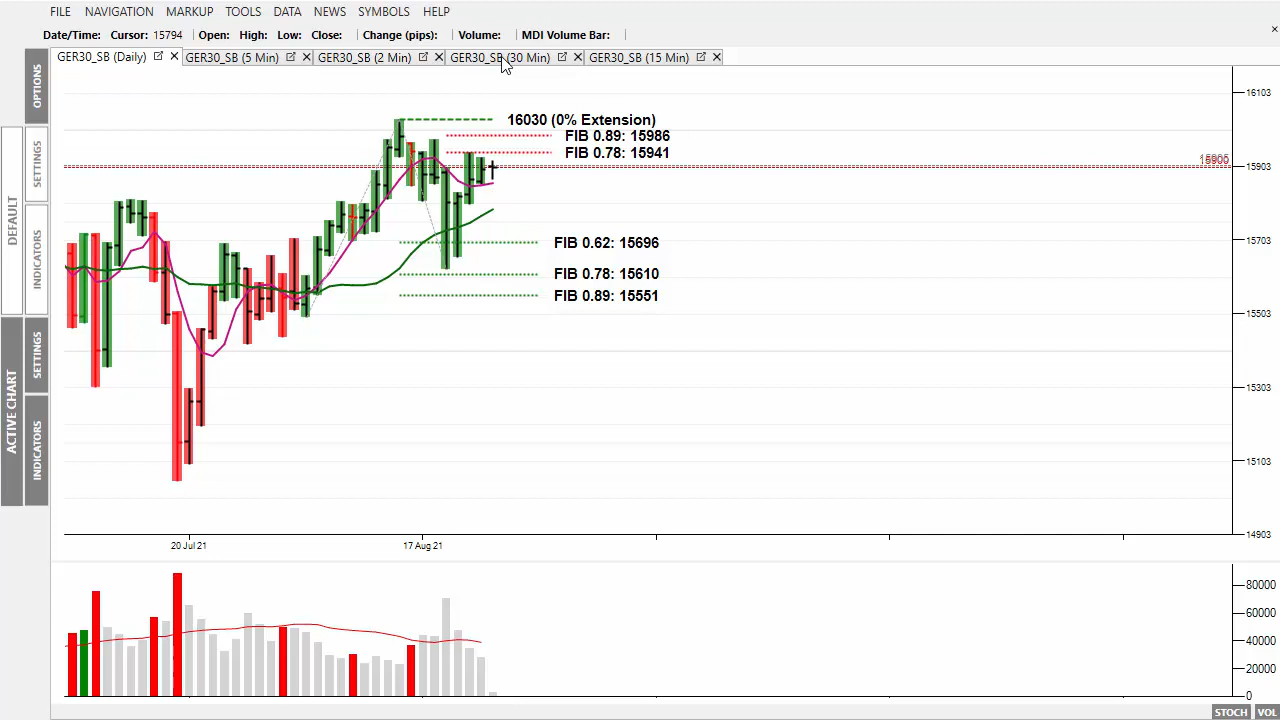 FILE NAVIGATION MARKUP TOOLS DATA NEWS SYMBOLS HELP
Date/Time: Cursor: 15794 Open: High: Low: Close: Change (pips): Volume: MDI Volume Bar:
GER30_SB (Daily) GER30_SB (5 Min) GER30_SB (2 Min) GER30_SB (30 Min) GER30_SB (15 Min)
OPTIONS
DEFAULT
SETTINGS
INDICATORS
ACTIVE CHART
SETTINGS
INDICATORS
16030 (0% Extension)
FIB 0.89: 15986
FIB 0.78: 15941
FIB 0.62: 15696
FIB 0.78: 15610
FIB 0.89: 15551
16103
15903
15703
15503
15303
15103
14903
20 Jul 21
17 Aug 21
80000
60000
40000
20000
0
STOCH VOL